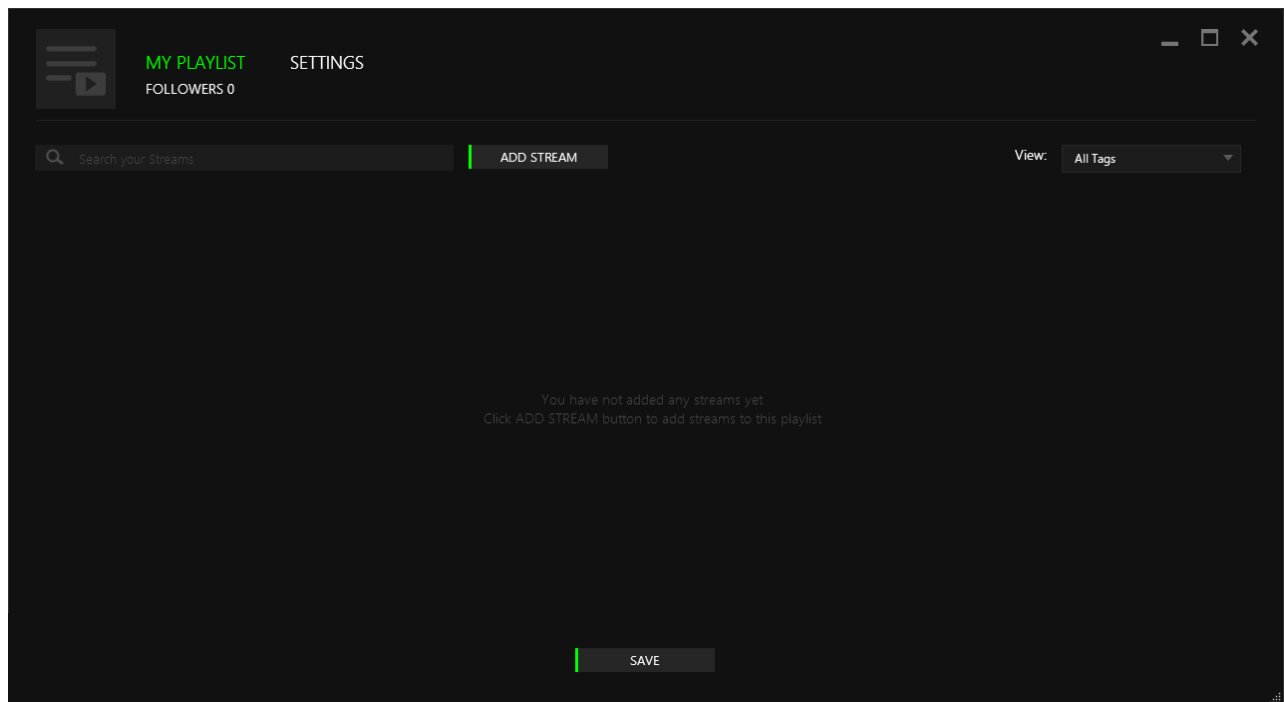 MY PLAYLIST SETTINGS
FOLLOWERS 0
Search your Streams ADD STREAM View: All Tags
You have not added any streams yet
Click ADD STREAM button to add streams to this playlist
SAVE